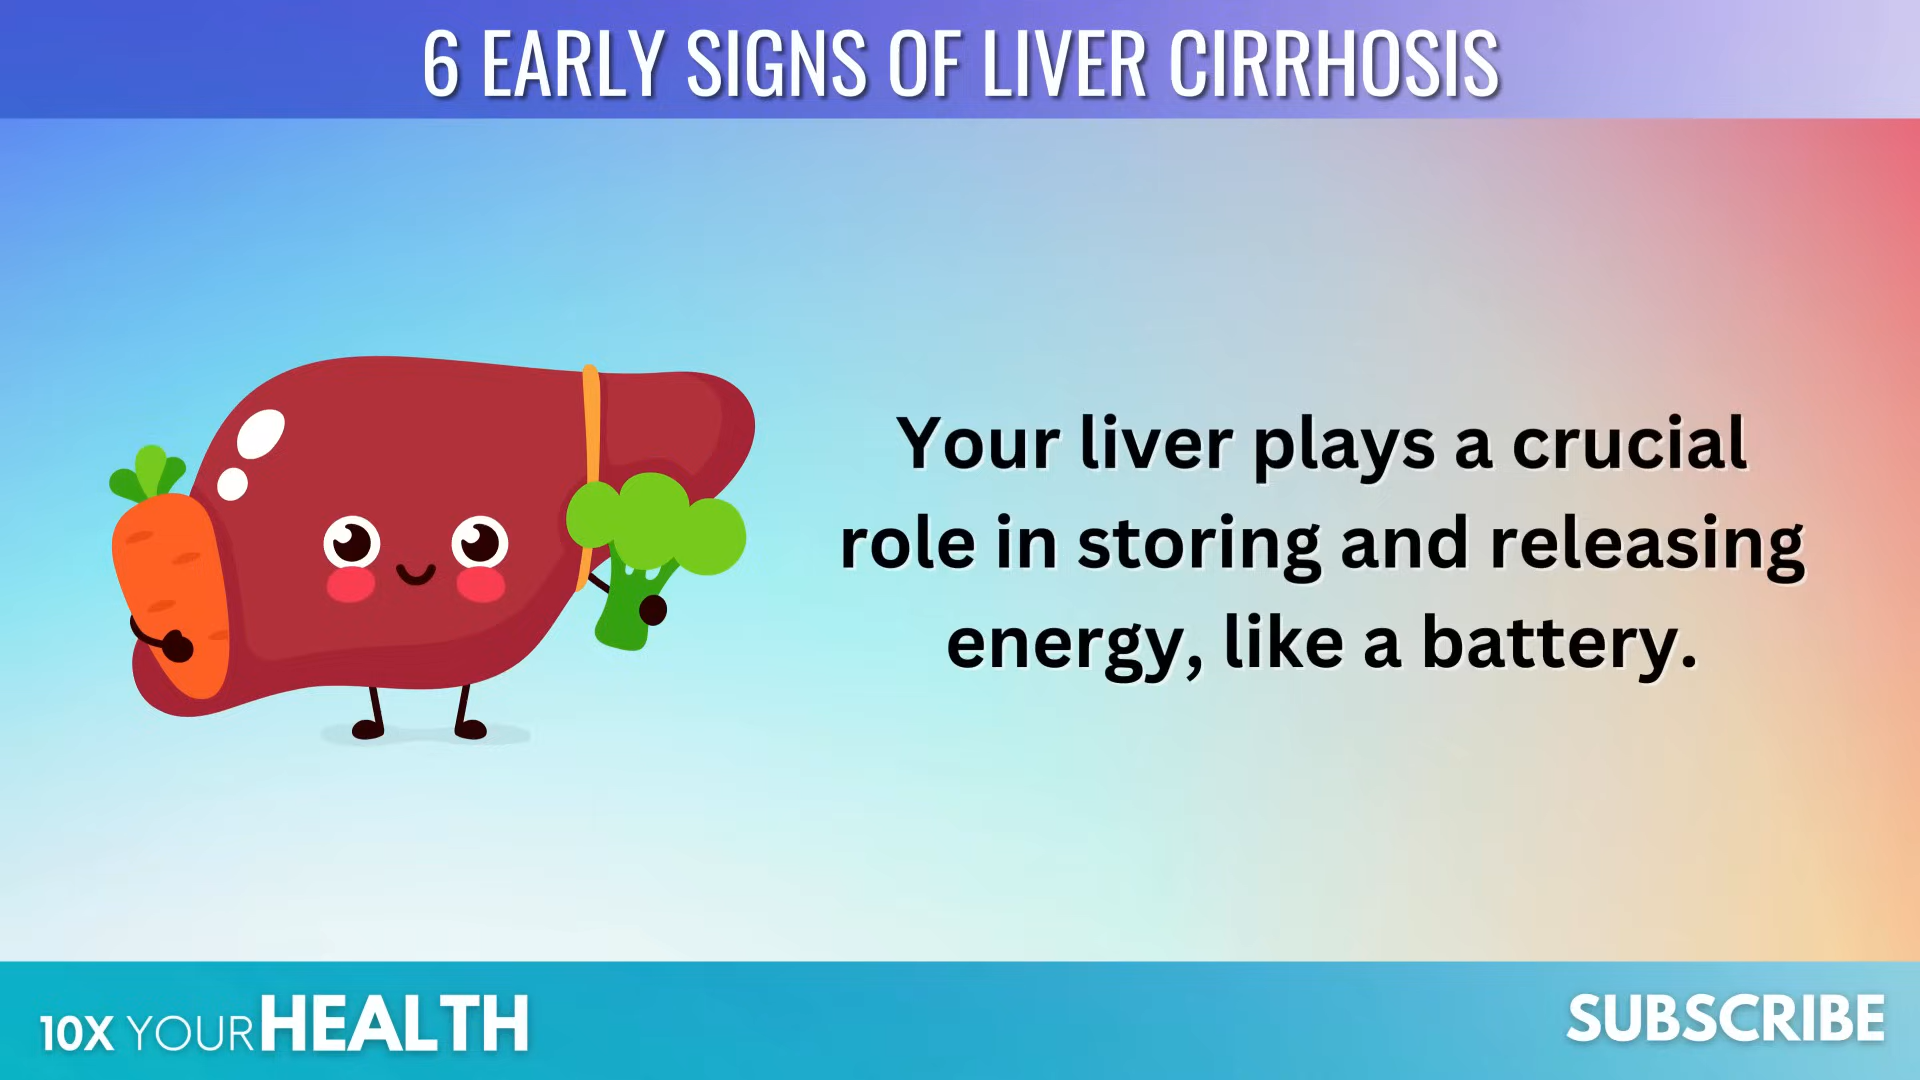 6 EARLY SIGNS OF LIVER CIRRHOSIS
Your liver plays a crucial
role in storing and releasing
energy, like a battery.
10X YOUR HEALTH
SUBSCRIBE